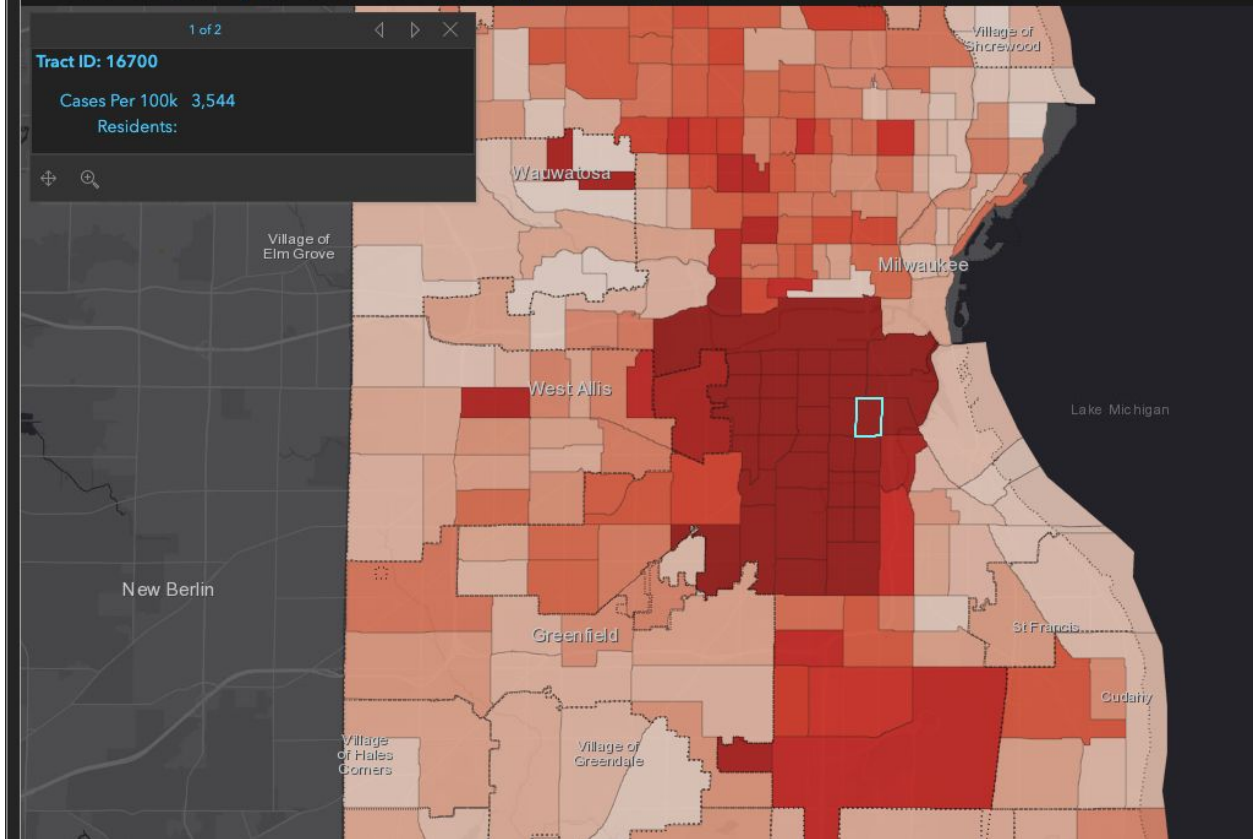 1 of 2
Tract ID: 16700
Cases Per 100k 3,544
Residents:
Village of
Shorewood
Wauwatosa
Village of
Elm Grove
Milwaukee
West Allis
Lake Michigan
New Berlin
Greenfield
St Francis
Cudahy
Village
of Hales
Corners
Village of
Greendale